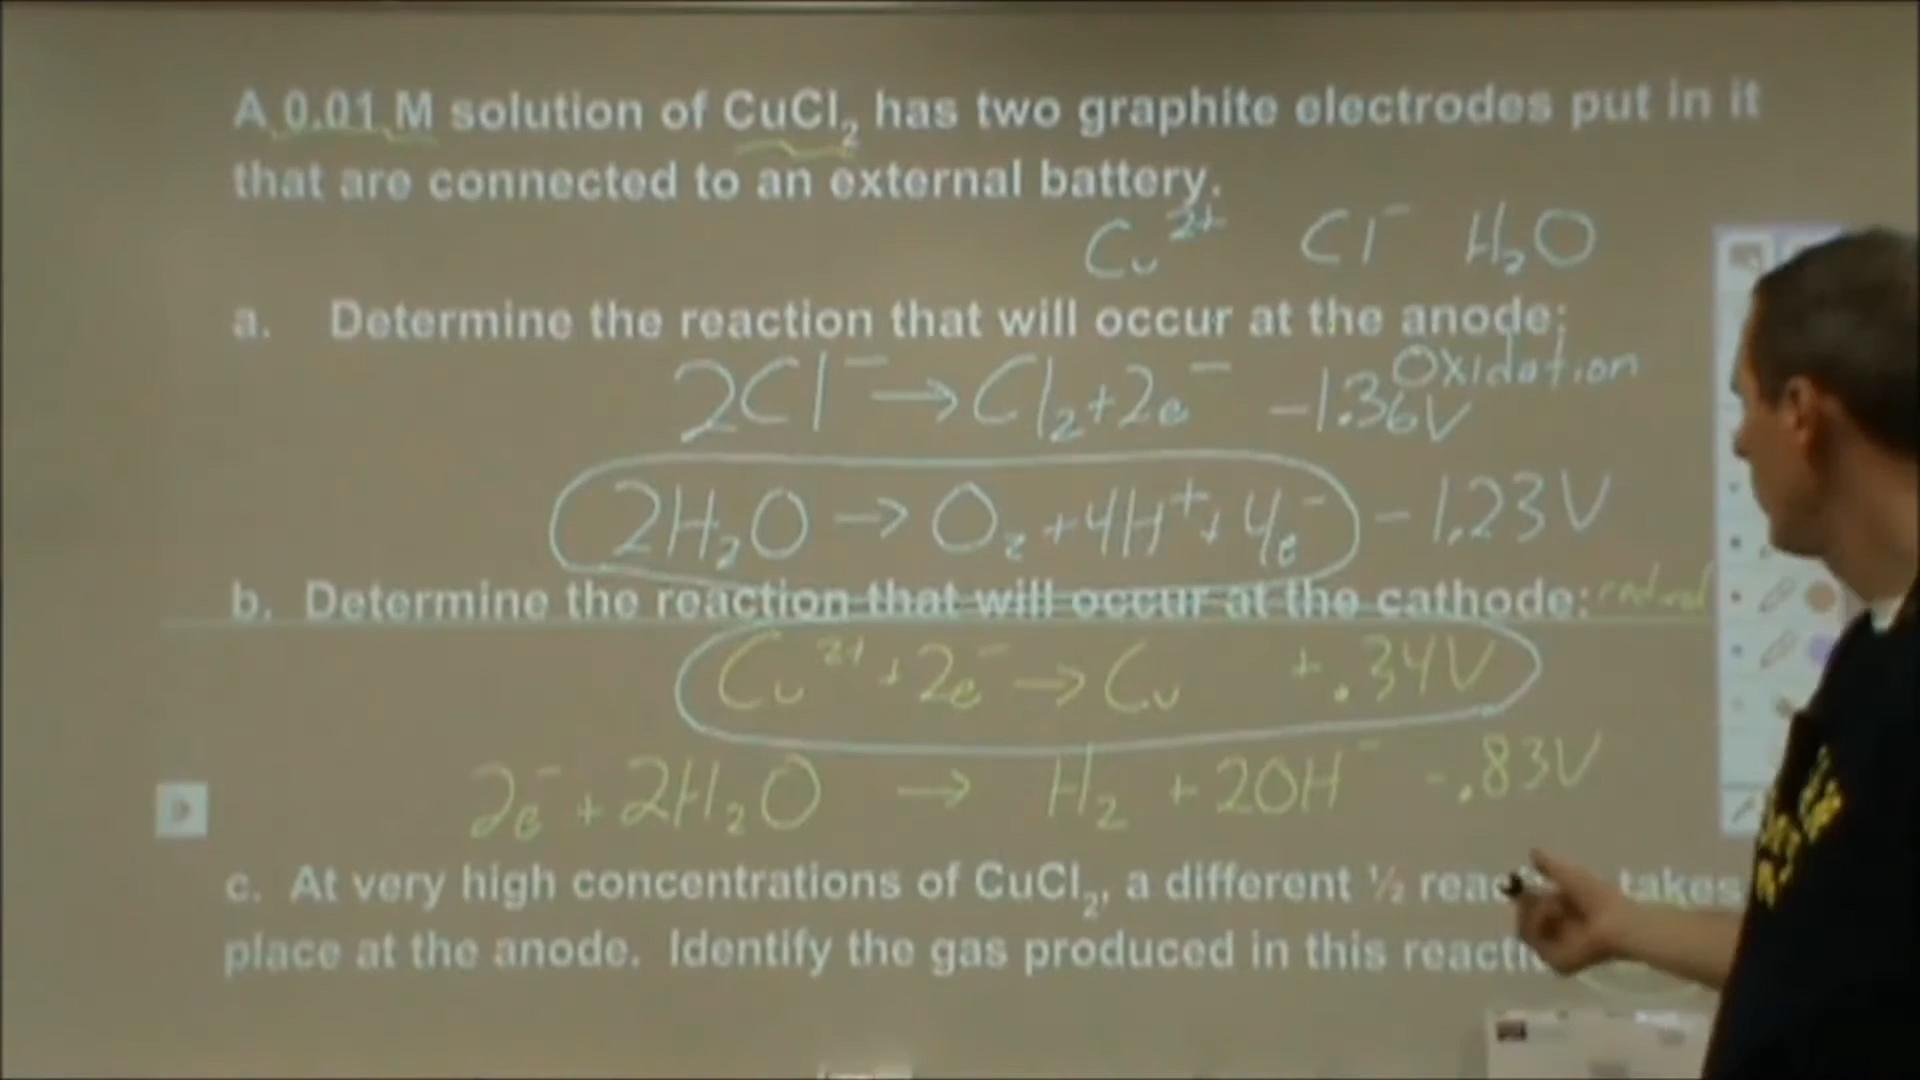 A 0.01 M solution of CuCl₂ has two graphite electrodes put in it
that are connected to an external battery.
Cu²⁺ Cl⁻ H₂O
a. Determine the reaction that will occur at the anode:
Oxidation
2Cl⁻ → Cl₂ + 2e⁻ -1.36V
2H₂O → O₂ + 4H⁺ + 4e⁻ -1.23V
b. Determine the reaction that will occur at the cathode:
Cu²⁺ + 2e⁻ → Cu +.34V
2e⁻ + 2H₂O → H₂ + 2OH⁻ -.83V
c. At very high concentrations of CuCl₂, a different ½ takes
place at the anode. Identify the gas produced in this